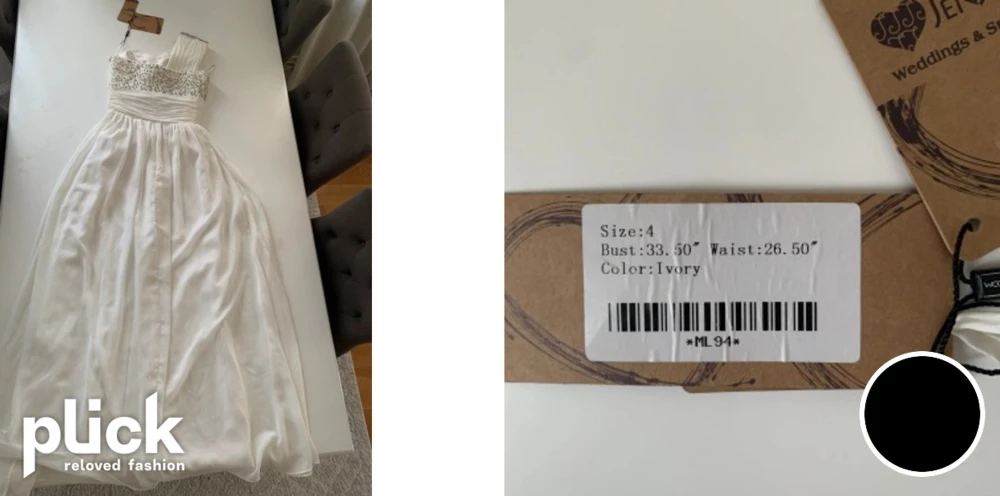 plick
reloved fashion
Weddings &
Size:4
Bust:33.50″ Waist:26.50″
Color:Ivory
*ML94*